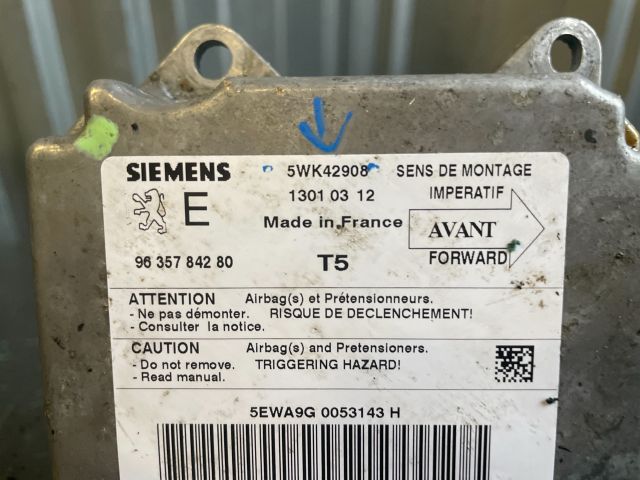 SIEMENS 5WK42908 SENS DE MONTAGE
E 1301 0 03 12 IMPERATIF
Made in France AVANT
96 357 842 80 T5 FORWARD
ATTENTION Airbag(s) et Prétensionneurs.
- Ne pas démonter. RISQUE DE DECLENCHEMENT!
- Consulter la notice.
CAUTION Airbag(s) and Pretensioners.
- Do not remove. TRIGGERING HAZARD!
- Read manual.
5EWA9G 0053143 H